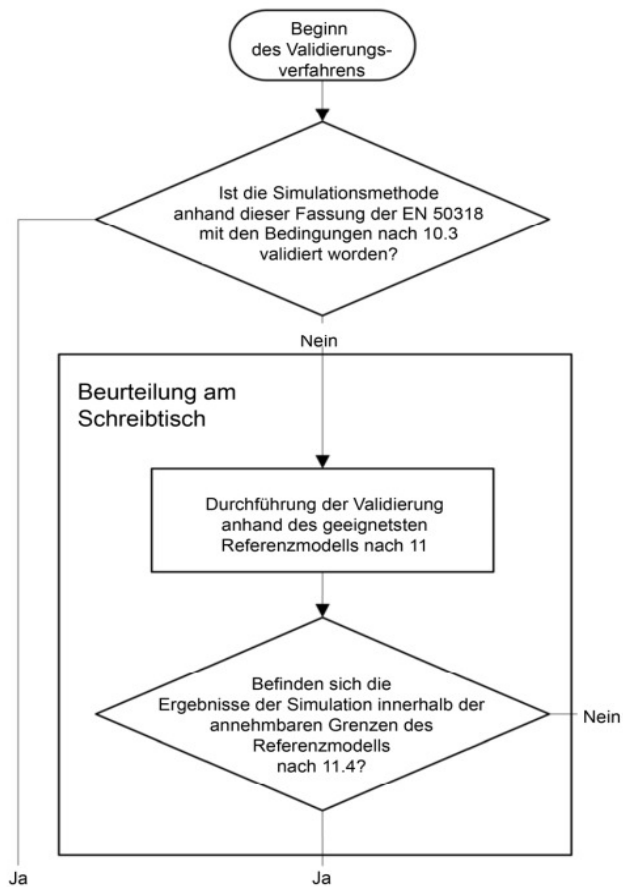 Beginn
des Validierungs-
verfahrens
Ist die Simulationsmethode
anhand dieser Fassung der EN 50318
mit den Bedingungen nach 10.3
validiert worden?
Nein
Beurteilung am
Schreibtisch
Durchführung der Validierung
anhand des geeignetsten
Referenzmodells nach 11
Befinden sich die
Ergebnisse der Simulation innerhalb der
annehmbaren Grenzen des
Referenzmodells
nach 11.4?
Nein
Ja
Ja